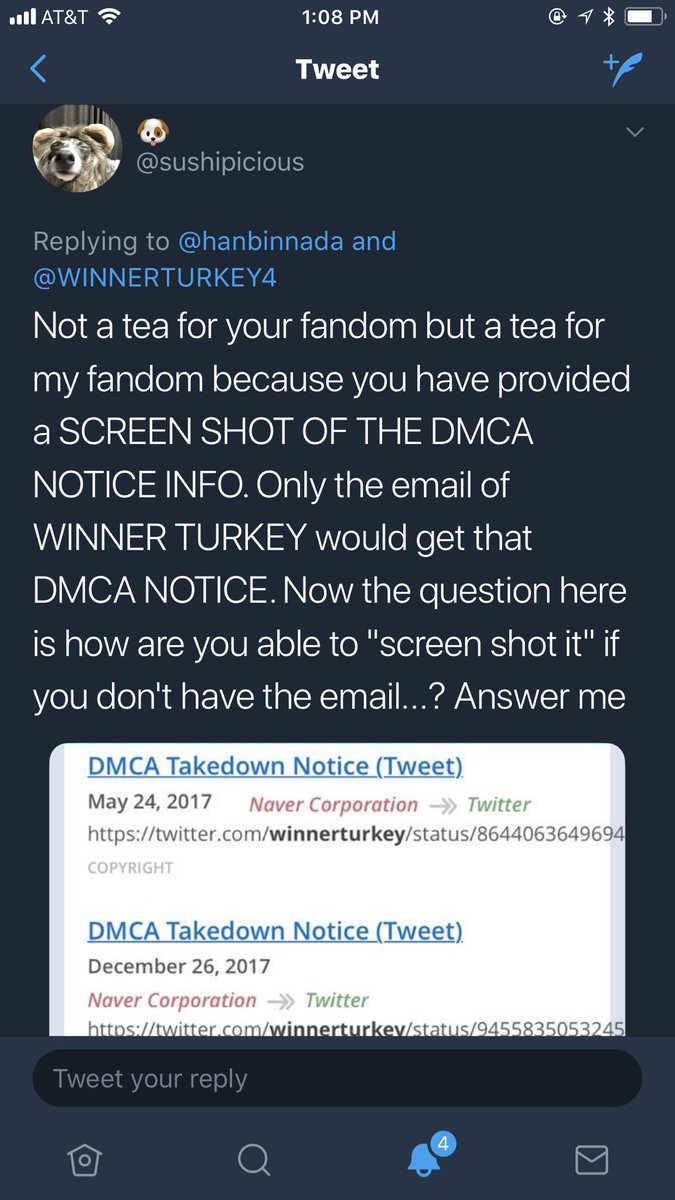 AT&T 1:08 PM
Tweet
@sushipicious
Replying to @hanbinnada and
@WINNERTURKEY4
Not a tea for your fandom but a tea for
my fandom because you have provided
a SCREEN SHOT OF THE DMCA
NOTICE INFO. Only the email of
WINNER TURKEY would get that
DMCA NOTICE. Now the question here
is how are you able to "screen shot it" if
you don't have the email...? Answer me
DMCA Takedown Notice (Tweet)
May 24, 2017 Naver Corporation Twitter
https://twitter.com/winnerturkey/status/8644063649694
COPYRIGHT
DMCA Takedown Notice (Tweet)
December 26, 2017
Naver Corporation Twitter
https://twitter.com/winnerturkey/status/9455835053245
Tweet your reply
4